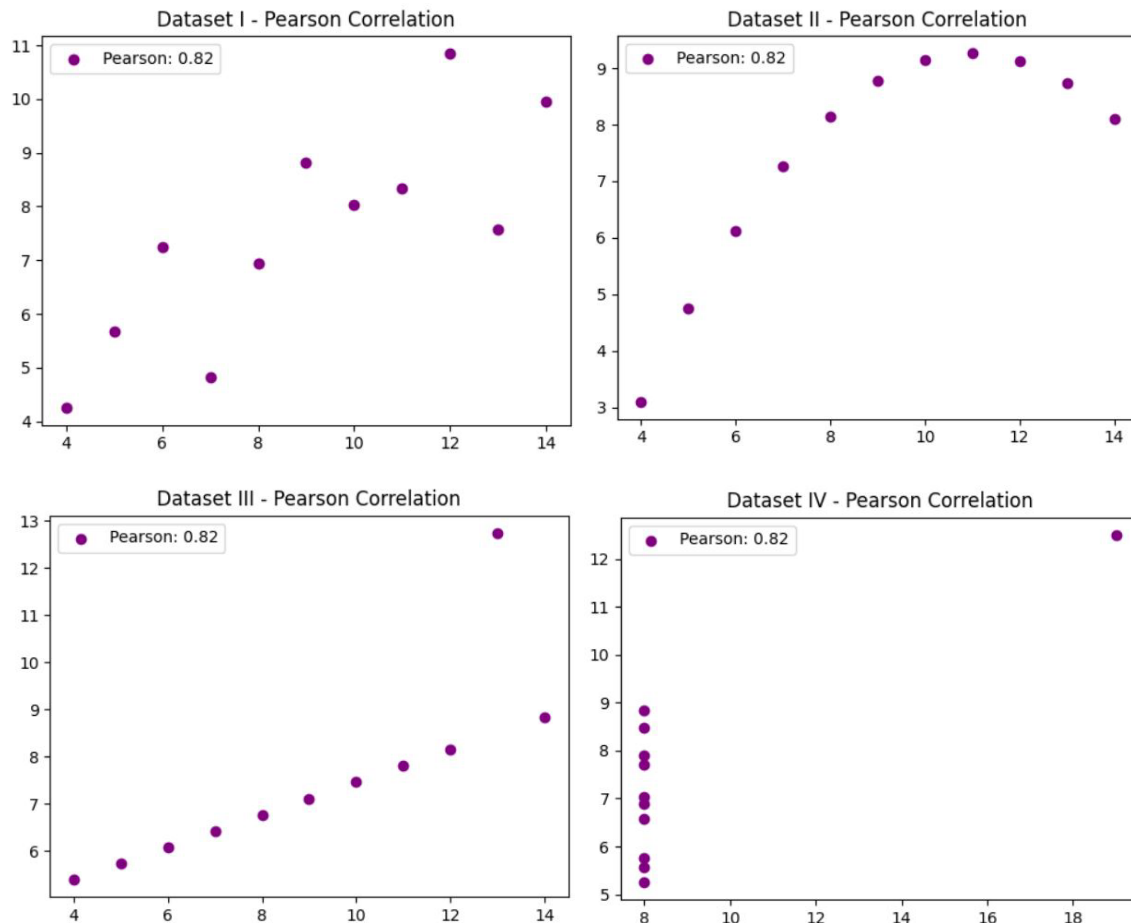 Dataset I - Pearson Correlation
Pearson: 0.82
11
10
9
8
7
6
5
4
4 6 8 10 12 14
Dataset II - Pearson Correlation
Pearson: 0.82
9
8
7
6
5
4
3
4 6 8 10 12 14
Dataset III - Pearson Correlation
Pearson: 0.82
13
12
11
10
9
8
7
6
4 6 8 10 12 14
Dataset IV - Pearson Correlation
Pearson: 0.82
12
11
10
9
8
7
6
5
8 10 12 14 16 18